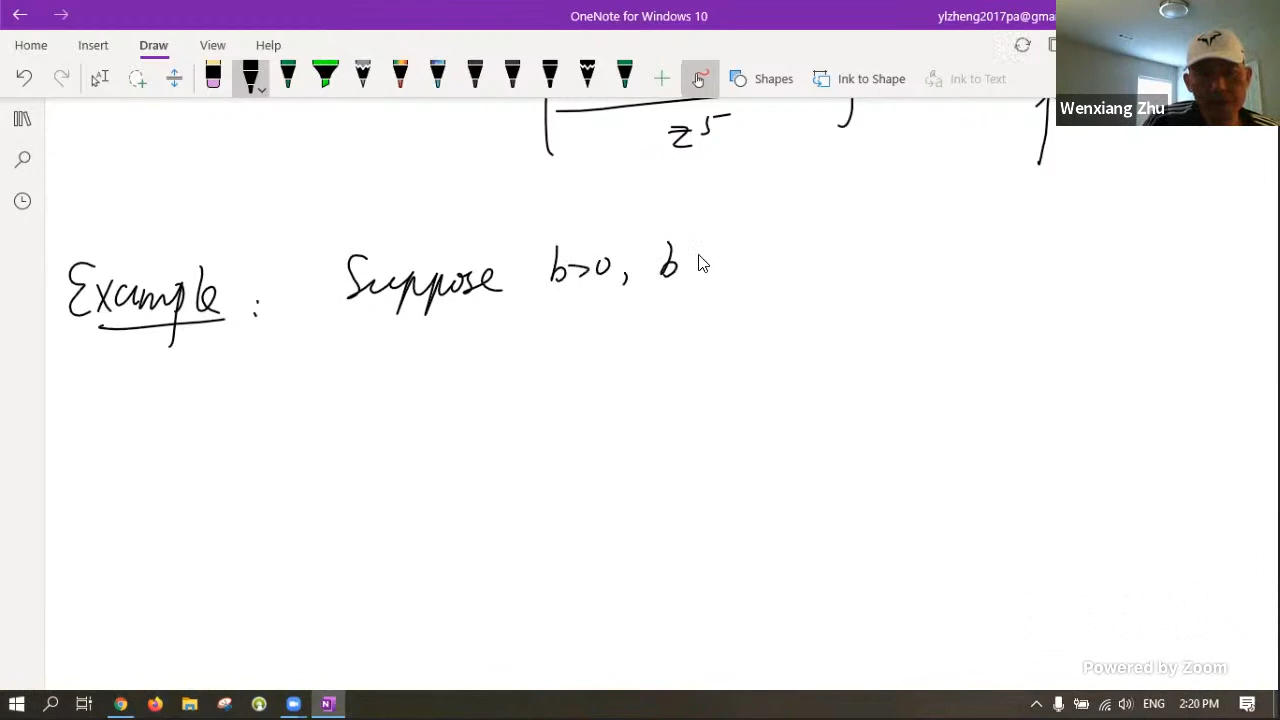 OneNote for Windows 10
ylzheng2017pa@gma
Home Insert Draw View Help
Shapes Ink to Shape Ink to Text
Wenxiang Zhu
z⁵
Example : Suppose b>0, b
Powered by Zoom
ENG 2:20 PM